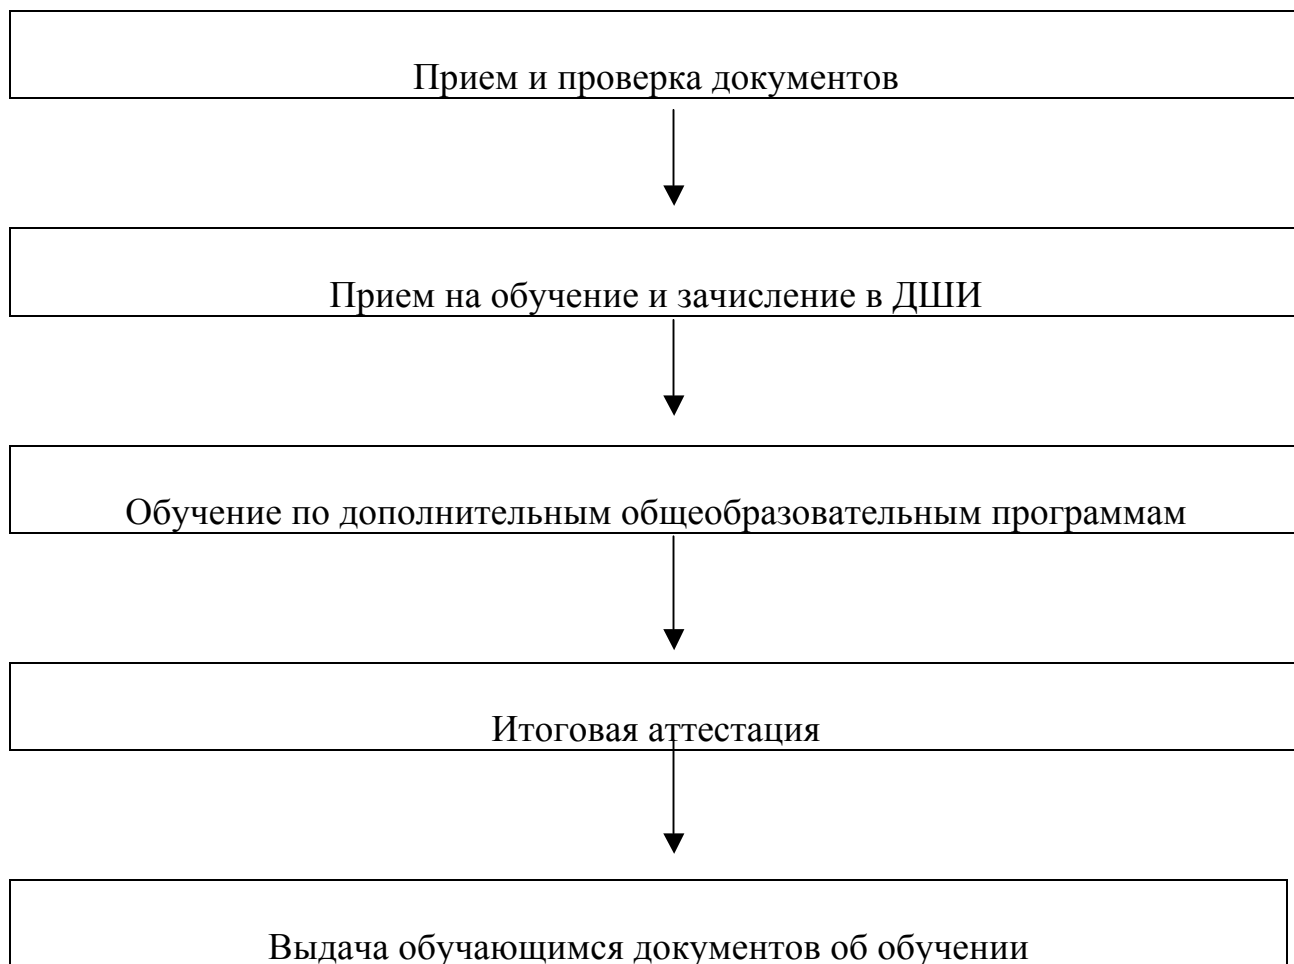 Прием и проверка документов
Прием на обучение и зачисление в ДШИ
Обучение по дополнительным общеобразовательным программам
Итоговая аттестация
Выдача обучающимся документов об обучении